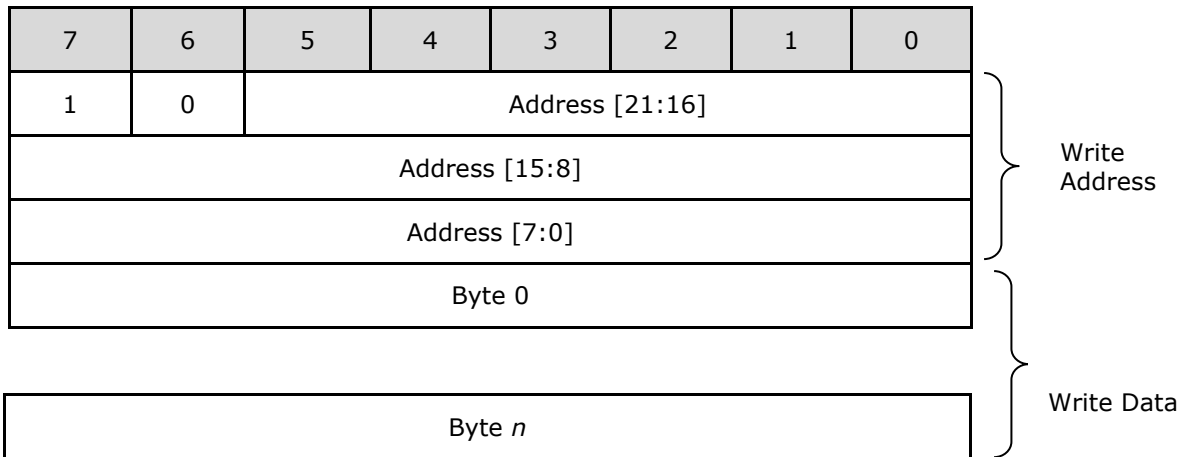 7 6 5 4 3 2 1 0
1 0 Address [21:16]
Address [15:8]
Write
Address
Address [7:0]
Byte 0
Write Data
Byte n